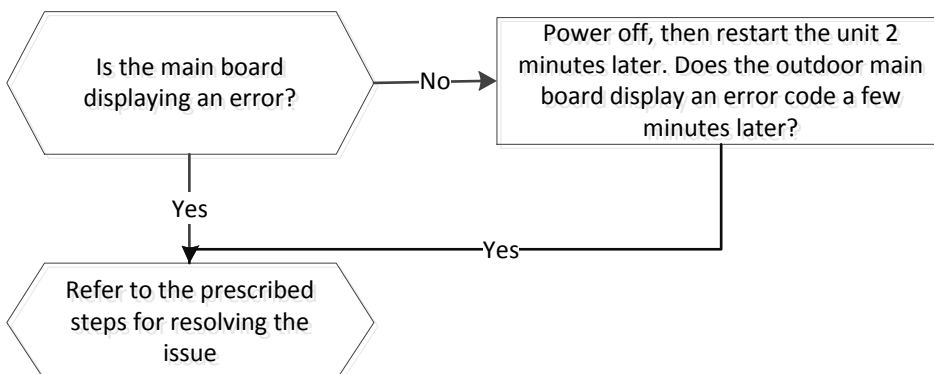 Is the main board
displaying an error?
No
Power off, then restart the unit 2
minutes later. Does the outdoor main
board display an error code a few
minutes later?
Yes
Yes
Refer to the prescribed
steps for resolving the
issue